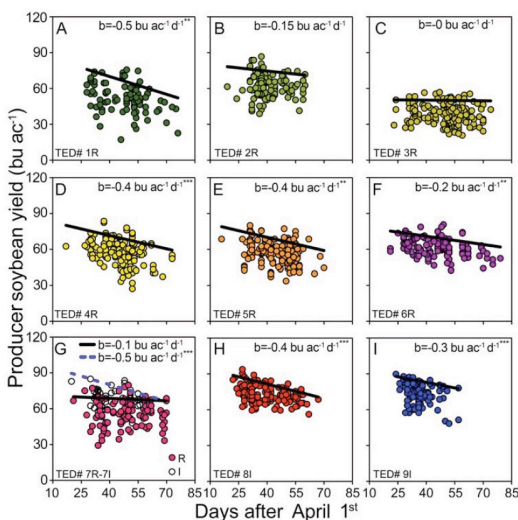 Producer soybean yield (bu ac⁻¹)
120
90
60
30
0
A
b=-0.5 bu ac⁻¹ d⁻¹**
TED# 1R
B
b=-0.15 bu ac⁻¹ d⁻¹
TED# 2R
C
b=-0 bu ac⁻¹ d⁻¹
TED# 3R
120
90
60
30
0
D
b=-0.4 bu ac⁻¹ d⁻¹***
TED# 4R
E
b=-0.4 bu ac⁻¹ d⁻¹**
TED# 5R
F
b=-0.2 bu ac⁻¹ d⁻¹**
TED# 6R
120
90
60
30
0
G
b=-0.1 bu ac⁻¹ d⁻¹
b=-0.5 bu ac⁻¹ d⁻¹***
R
I
TED# 7R-7I
H
b=-0.4 bu ac⁻¹ d⁻¹***
TED# 8I
I
b=-0.3 bu ac⁻¹ d⁻¹***
TED# 9I
10 25 40 55 70 85 10 25 40 55 70 85 10 25 40 55 70 85
Days after April 1ˢᵗ